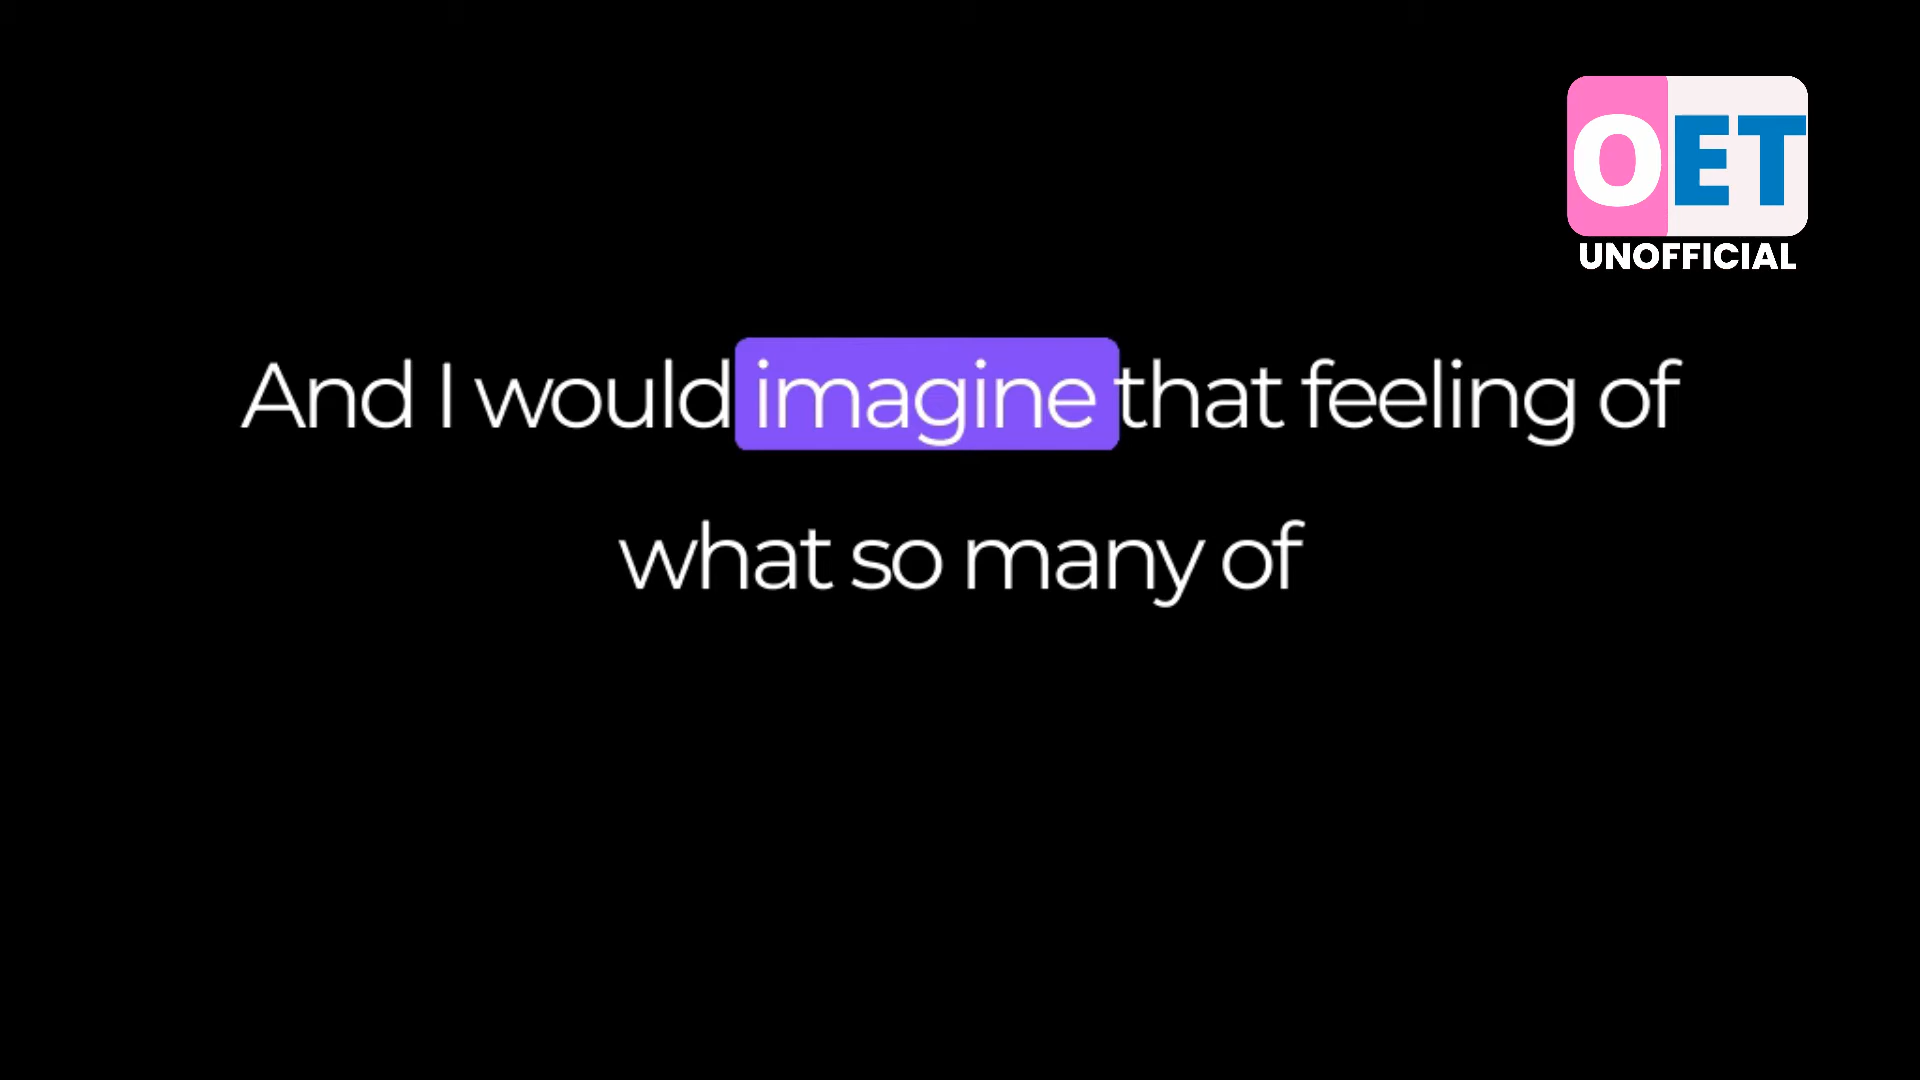 OET
UNOFFICIAL
And I would imagine that feeling of
what so many of